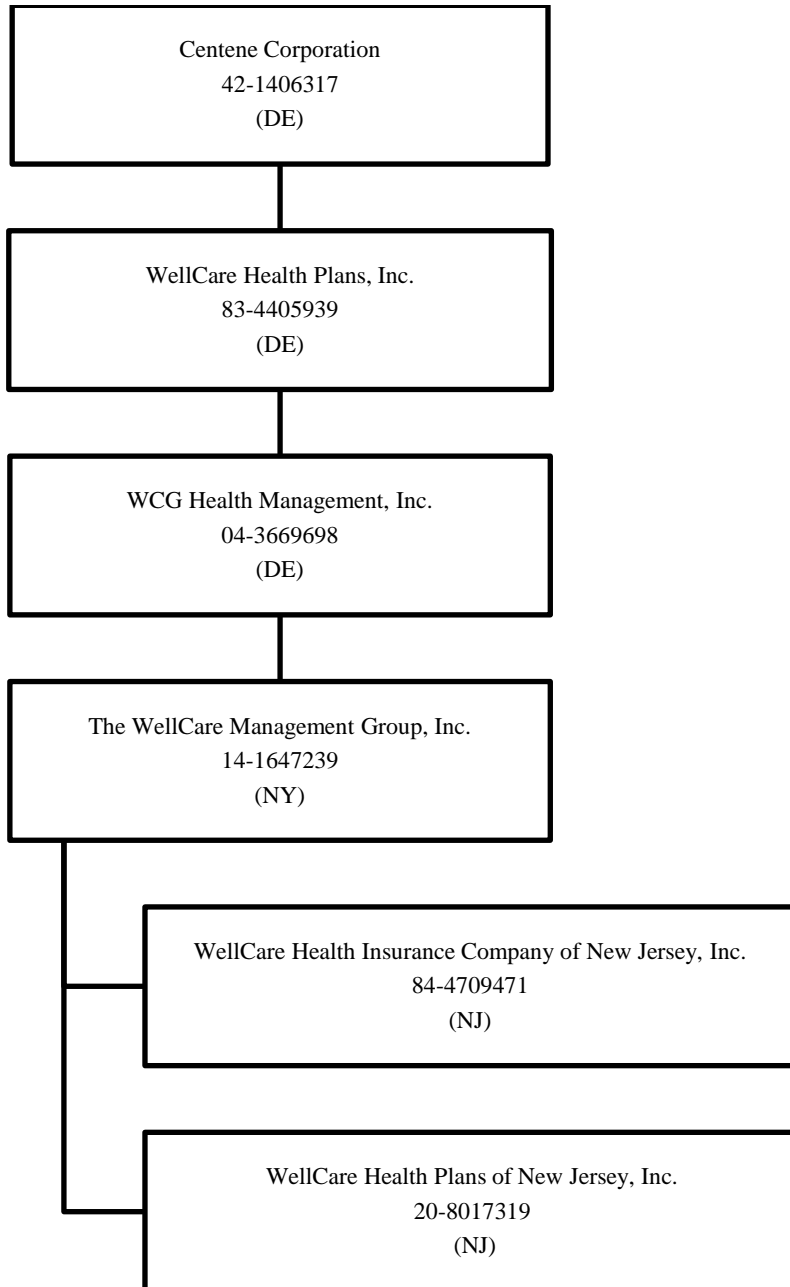 Centene Corporation
42-1406317
(DE)
WellCare Health Plans, Inc.
83-4405939
(DE)
WCG Health Management, Inc.
04-3669698
(DE)
The WellCare Management Group, Inc.
14-1647239
(NY)
WellCare Health Insurance Company of New Jersey, Inc.
84-4709471
(NJ)
WellCare Health Plans of New Jersey, Inc.
20-8017319
(NJ)